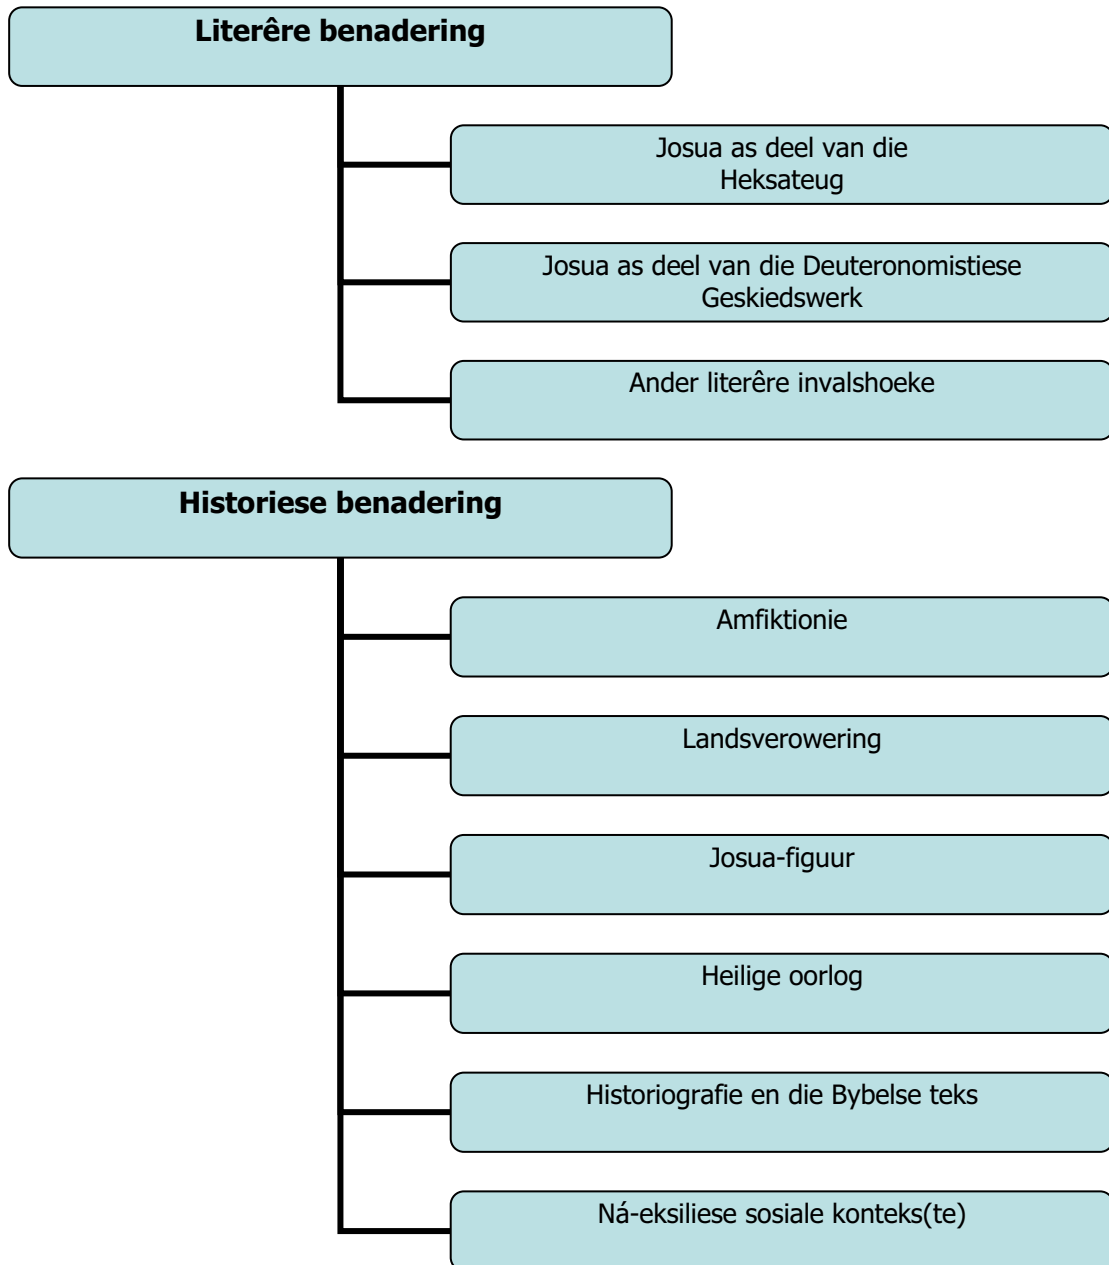 Literêre benadering
Josua as deel van die
Heksateug
Josua as deel van die Deuteronomistiese
Geskiedswerk
Ander literêre invalshoeke
Historiese benadering
Amfiktionie
Landsverowering
Josua-figuur
Heilige oorlog
Historiografie en die Bybelse teks
Ná-eksiliese sosiale konteks(te)